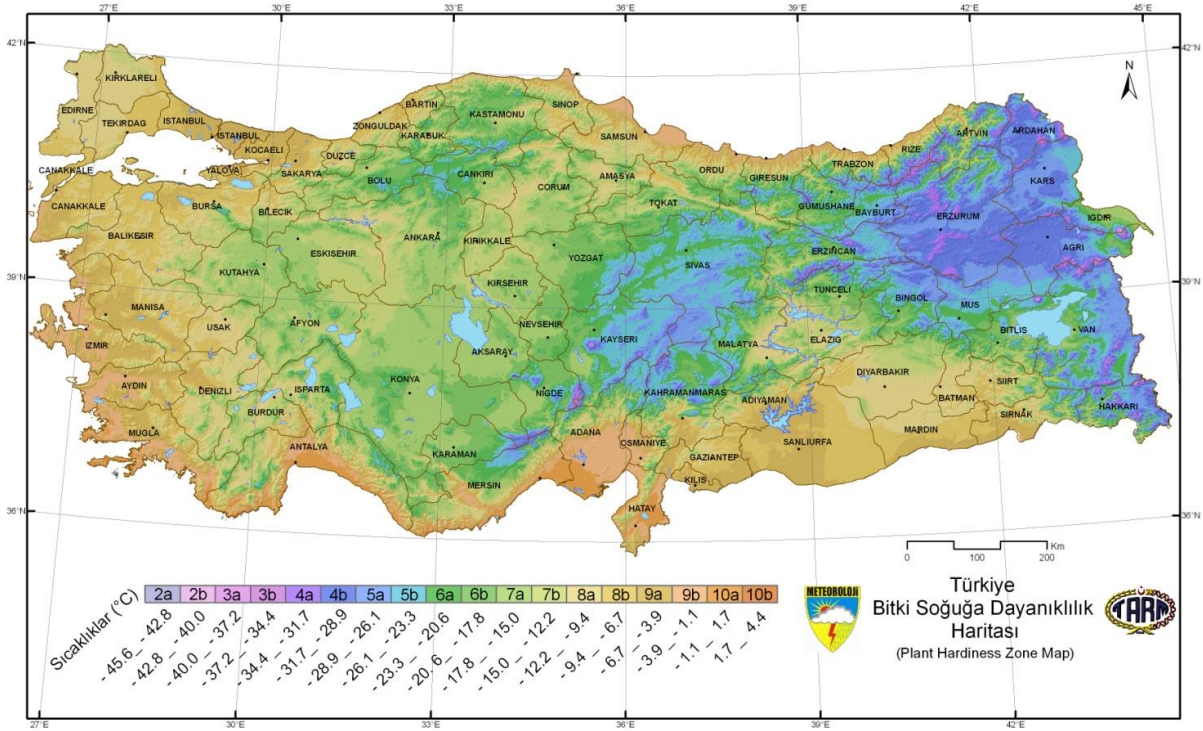 27°E 30°E 33°E 36°E 39°E 42°E 45°E
42°N 42°N
KIRKLARELI
EDIRNE
TEKIRDAG
ISTANBUL
ISTANBUL
KOCAELI
YALOVA
SAKARYA
DUZCE
ZONGULDAK
BARTIN
KARABUK
KASTAMONU
SINOP
SAMSUN
ORDU
GIRESUN
TRABZON
RIZE
ARTVIN
ARDAHAN
KARS
IGDIR
AGRI
ERZURUM
BAYBURT
GUMUSHANE
ERZINCAN
TOKAT
AMASYA
CORUM
CANKIRI
BOLU
BILECIK
BURSA
CANAKKALE
CANAKKALE
BALIKESIR
KUTAHYA
ESKISEHIR
ANKARA
KIRIKKALE
YOZGAT
SIVAS
TUNCELI
BINGOL
MUS
BITLIS
VAN
39°N 39°N
MANISA
USAK
AFYON
KIRSEHIR
NEVSEHIR
KAYSERI
AKSARAY
MALATYA
ELAZIG
DIYARBAKIR
BATMAN
SIIRT
SIRNAK
HAKKARI
IZMIR
AYDIN
DENIZLI
ISPARTA
BURDUR
KONYA
NIGDE
KAHRAMANMARAS
ADIYAMAN
MARDIN
SANLIURFA
GAZIANTEP
KILIS
OSMANIYE
ADANA
MUGLA
ANTALYA
KARAMAN
MERSIN
HATAY
36°N 36°N
N
0 100 200 Km
Sıcaklıklar (°C)
2a 2b 3a 3b 4a 4b 5a 5b 6a 6b 7a 7b 8a 8b 9a 9b 10a 10b
- 45.6 _ - 42.8
- 42.8 _ - 40.0
- 40.0 _ - 37.2
- 37.2 _ - 34.4
- 34.4 _ - 31.7
- 31.7 _ - 28.9
- 28.9 _ - 26.1
- 26.1 _ - 23.3
- 23.3 _ - 20.6
- 20.6 _ - 17.8
- 17.8 _ - 15.0
- 15.0 _ - 12.2
- 12.2 _ - 9.4
- 9.4 _ - 6.7
- 6.7 _ - 3.9
- 3.9 _ - 1.1
- 1.1 _ 1.7
1.7 _ 4.4
METEOROLOJI
Türkiye
Bitki Soğuğa Dayanıklılık
Haritası
(Plant Hardiness Zone Map)
TARM
27°E 30°E 33°E 36°E 39°E 42°E